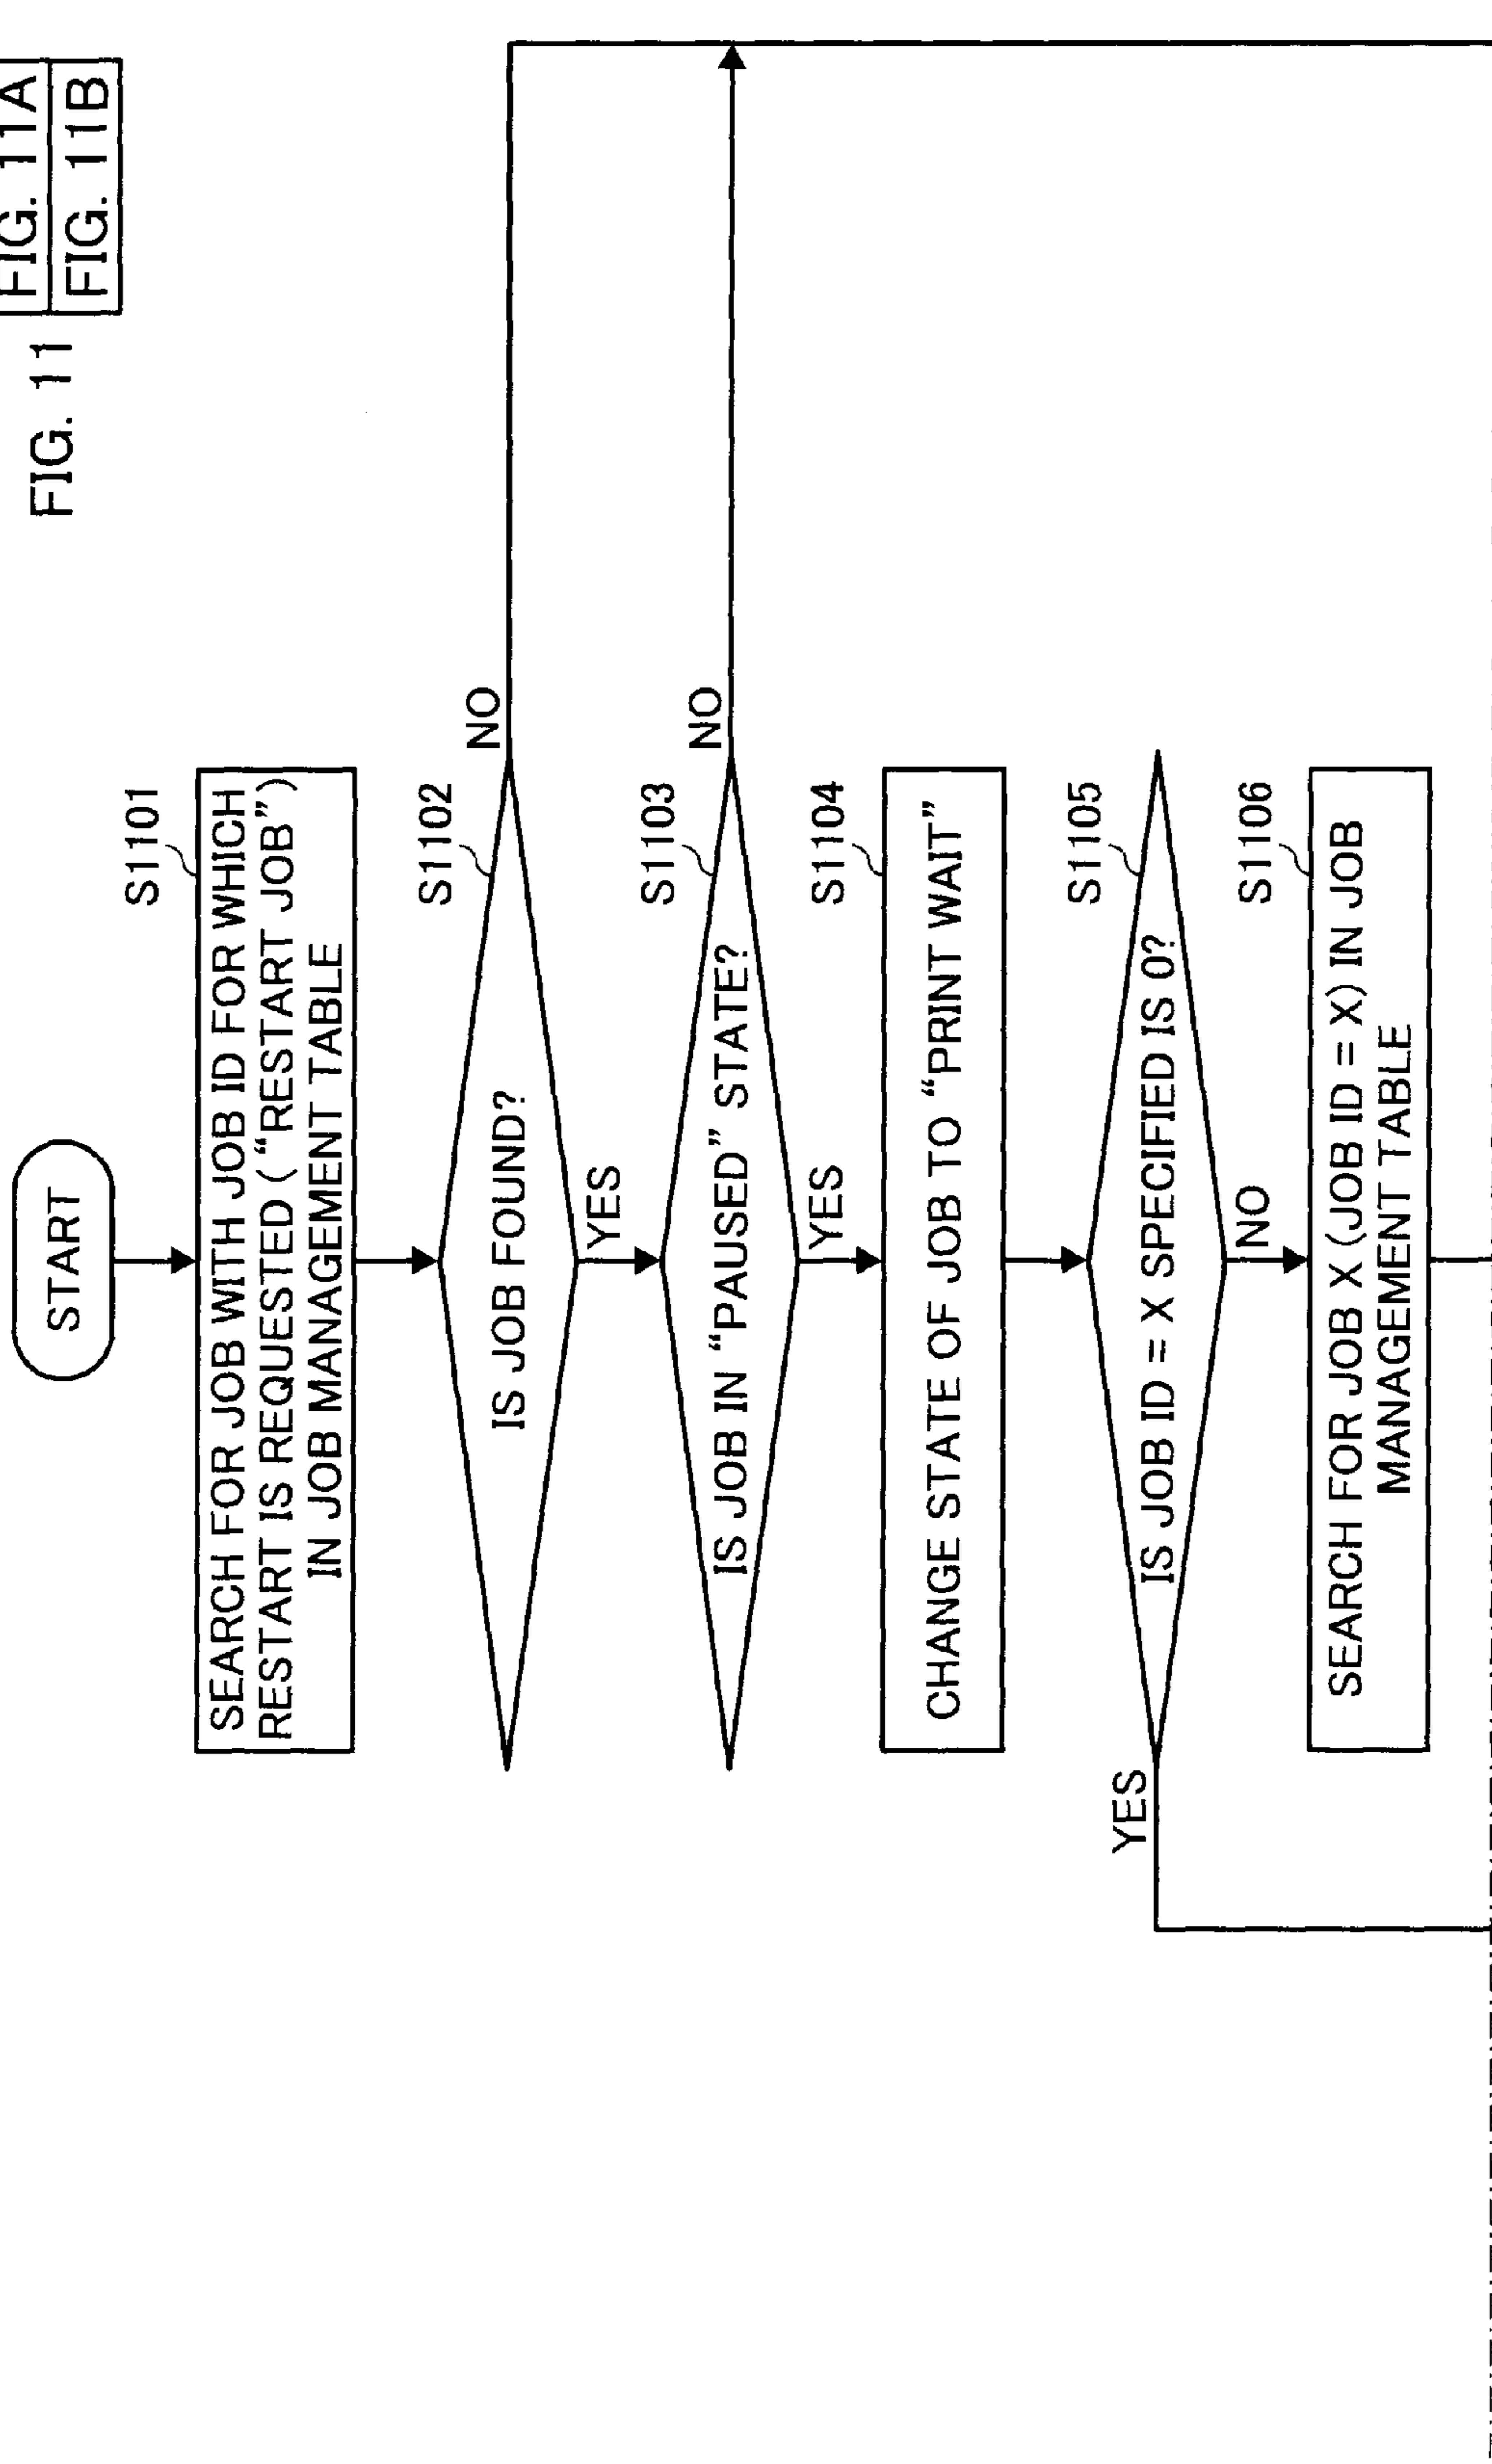 FIG. 11
FIG. 11A
FIG. 11B
START
S1101
SEARCH FOR JOB WITH JOB ID FOR WHICH
RESTART IS REQUESTED (“RESTART JOB”)
IN JOB MANAGEMENT TABLE
S1102
IS JOB FOUND?
NO
YES
S1103
IS JOB IN “PAUSED” STATE?
NO
YES
S1104
CHANGE STATE OF JOB TO “PRINT WAIT”
S1105
IS JOB ID = X SPECIFIED IS 0?
YES
NO
S1106
SEARCH FOR JOB X (JOB ID = X) IN JOB
MANAGEMENT TABLE